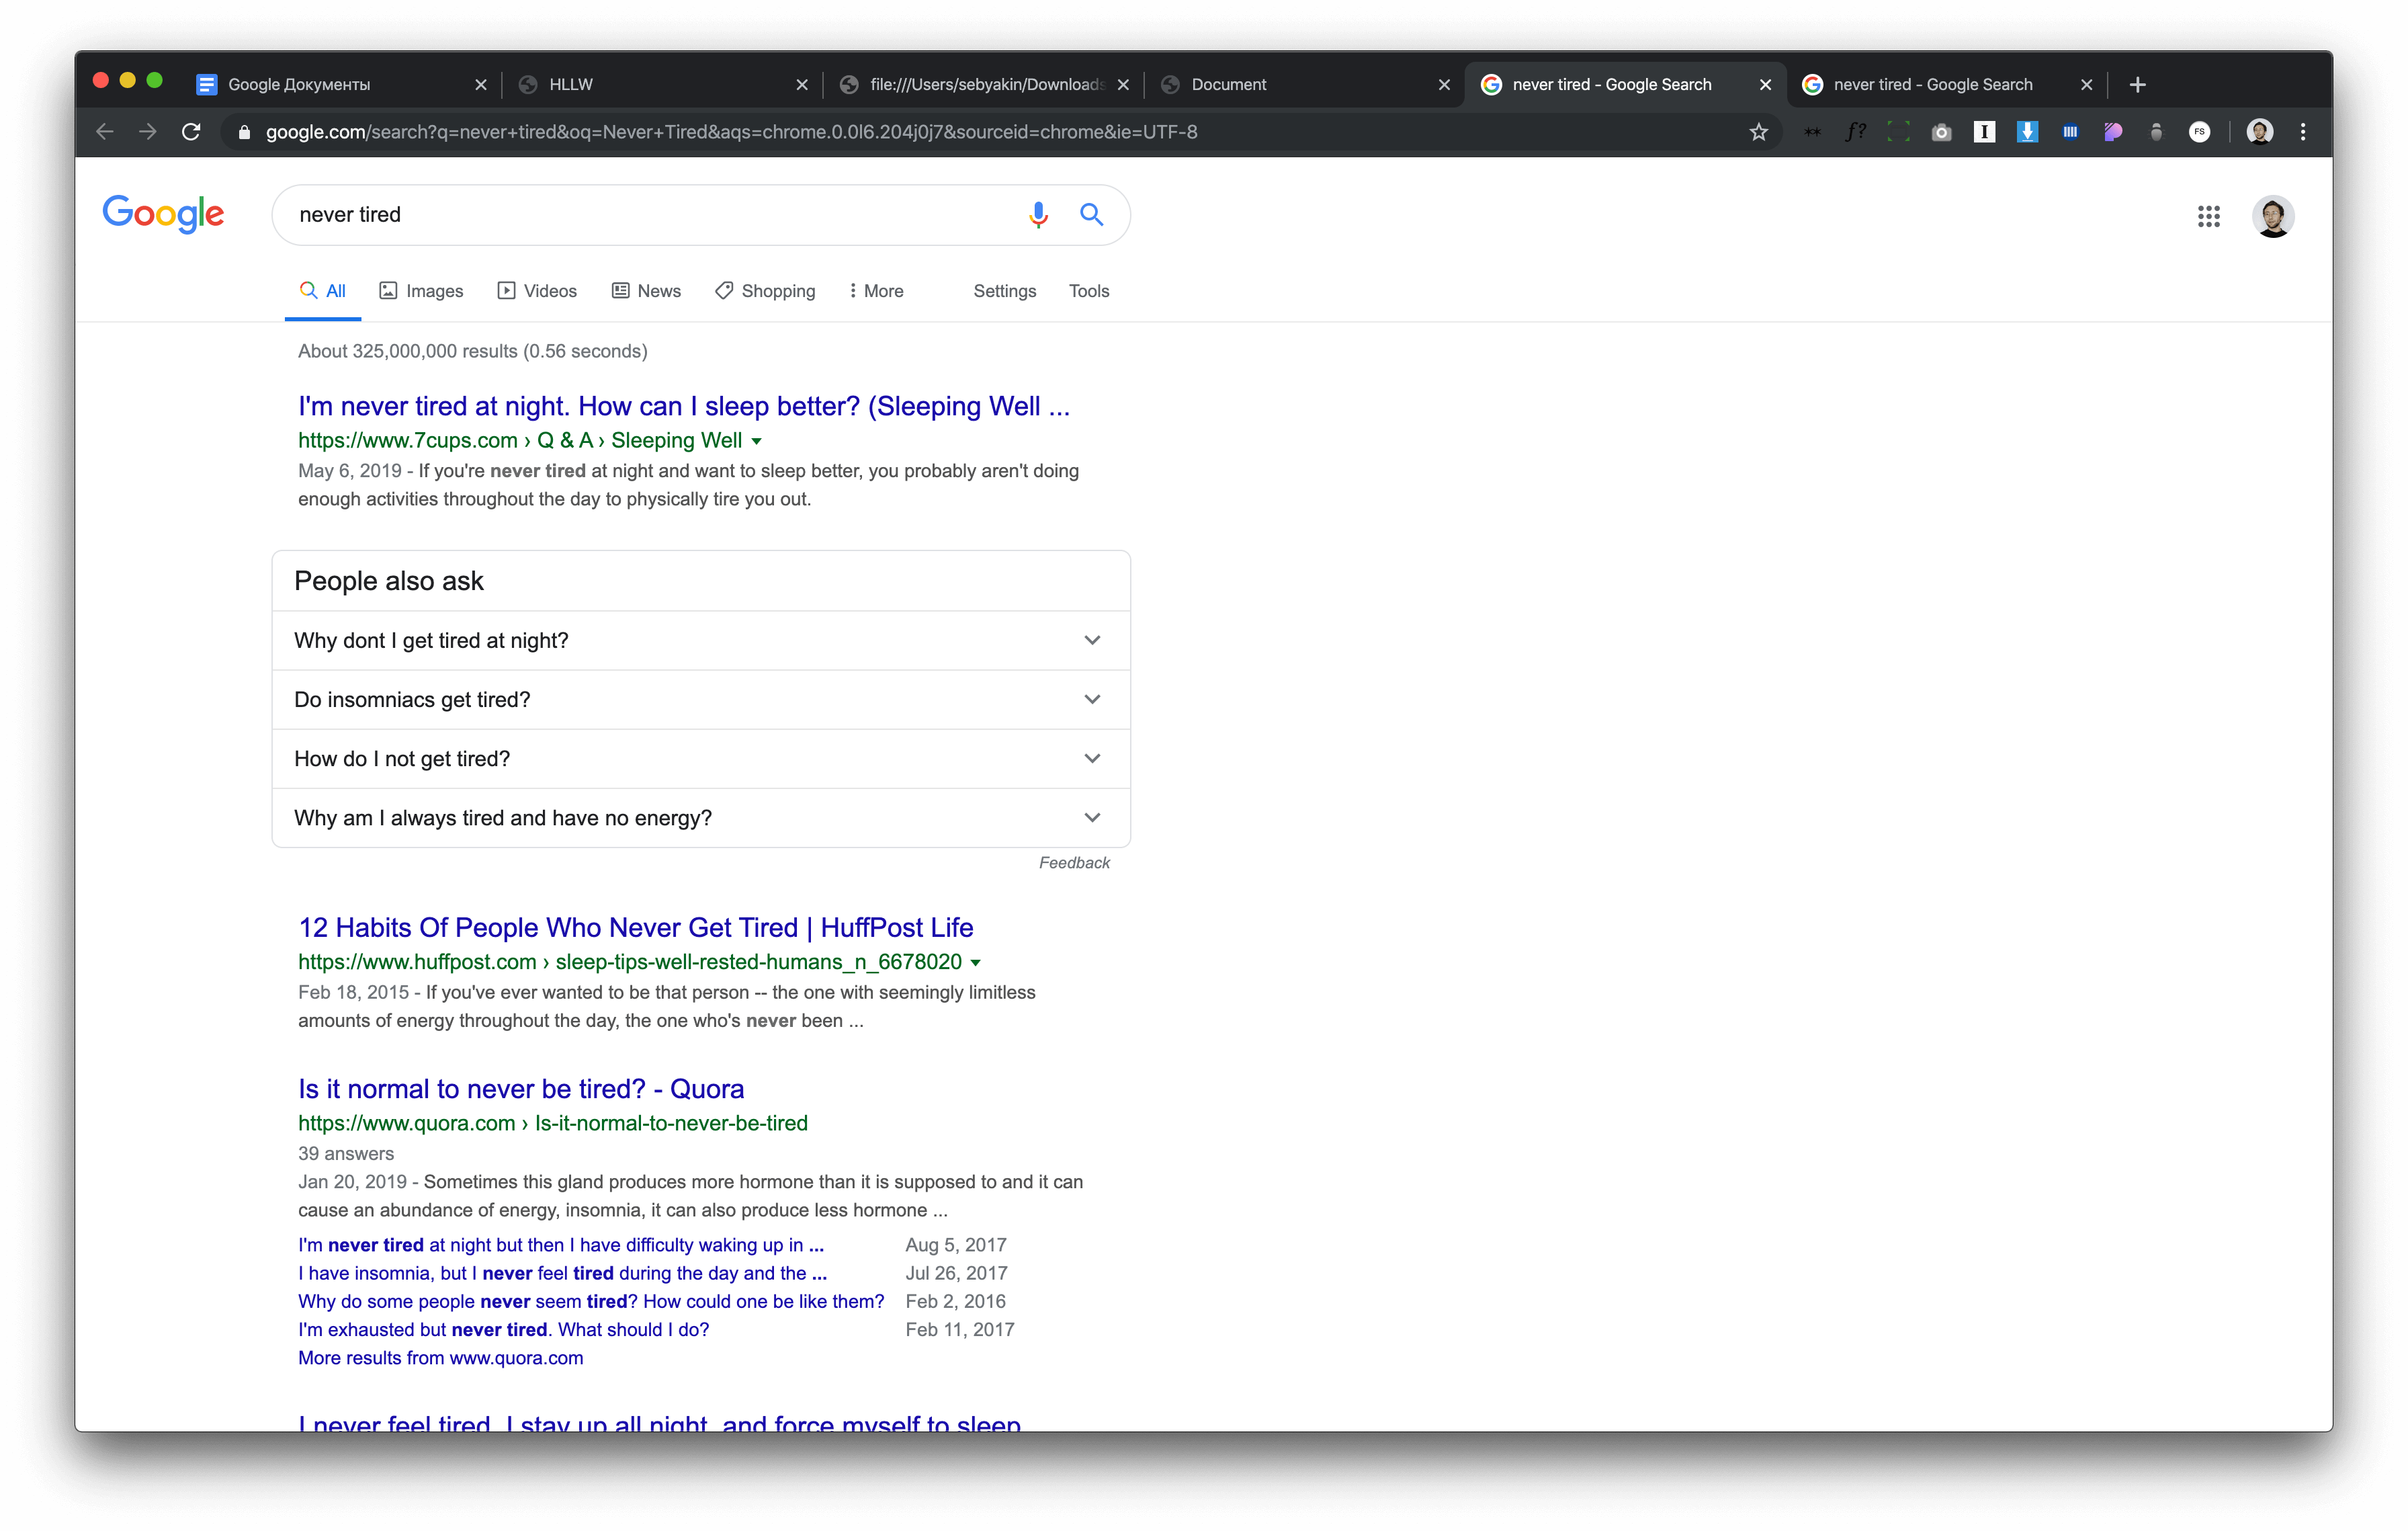 Google Документы
HLLW
file:///Users/sebyakin/Downloads
Document
never tired - Google Search
never tired - Google Search
google.com/search?q=never+tired&oq=Never+Tired&aqs=chrome.0.0l6.204j0j7&sourceid=chrome&ie=UTF-8
f?
I
FS
Google
never tired
All
Images
Videos
News
Shopping
More
Settings
Tools
About 325,000,000 results (0.56 seconds)
I'm never tired at night. How can I sleep better? (Sleeping Well ...
https://www.7cups.com › Q & A › Sleeping Well
May 6, 2019 - If you're never tired at night and want to sleep better, you probably aren't doing
enough activities throughout the day to physically tire you out.
People also ask
Why dont I get tired at night?
Do insomniacs get tired?
How do I not get tired?
Why am I always tired and have no energy?
Feedback
12 Habits Of People Who Never Get Tired | HuffPost Life
https://www.huffpost.com › sleep-tips-well-rested-humans_n_6678020
Feb 18, 2015 - If you've ever wanted to be that person -- the one with seemingly limitless
amounts of energy throughout the day, the one who's never been ...
Is it normal to never be tired? - Quora
https://www.quora.com › Is-it-normal-to-never-be-tired
39 answers
Jan 20, 2019 - Sometimes this gland produces more hormone than it is supposed to and it can
cause an abundance of energy, insomnia, it can also produce less hormone ...
I'm never tired at night but then I have difficulty waking up in ... Aug 5, 2017
I have insomnia, but I never feel tired during the day and the ... Jul 26, 2017
Why do some people never seem tired? How could one be like them? Feb 2, 2016
I'm exhausted but never tired. What should I do? Feb 11, 2017
More results from www.quora.com
I never feel tired. I stay up all night, and force myself to sleep